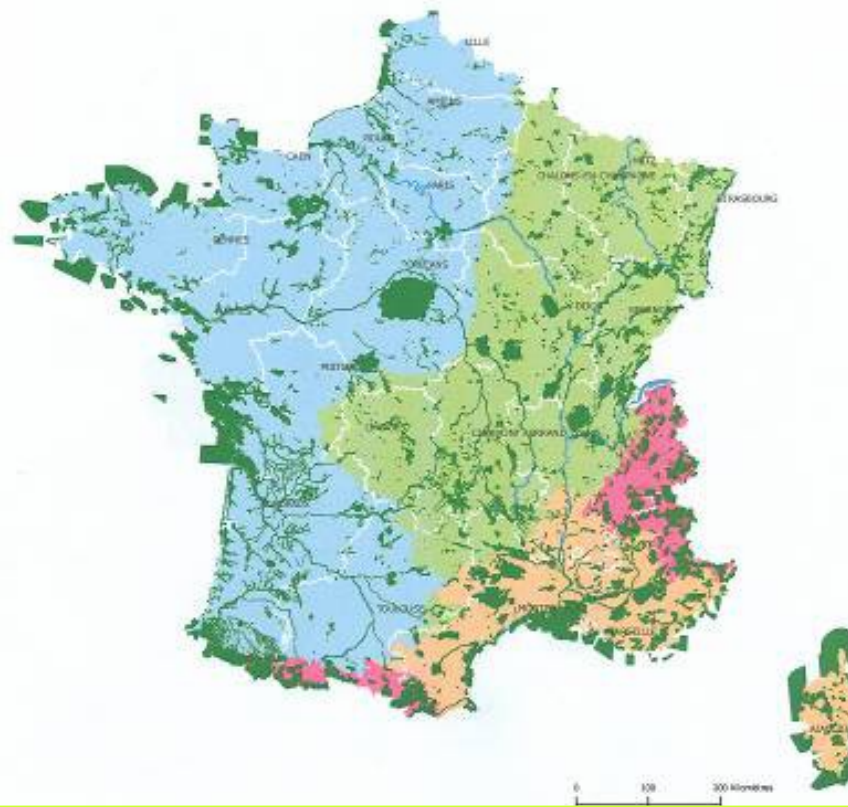 LILLE
AMIENS
ROUEN
CAEN
METZ
PARIS
CHALONS-EN-CHAMPAGNE
STRASBOURG
RENNES
ORLEANS
DIJON
POITIERS
CLERMONT-FERRAND
TOULOUSE
MARSEILLE
0 100 200 Kilomètres